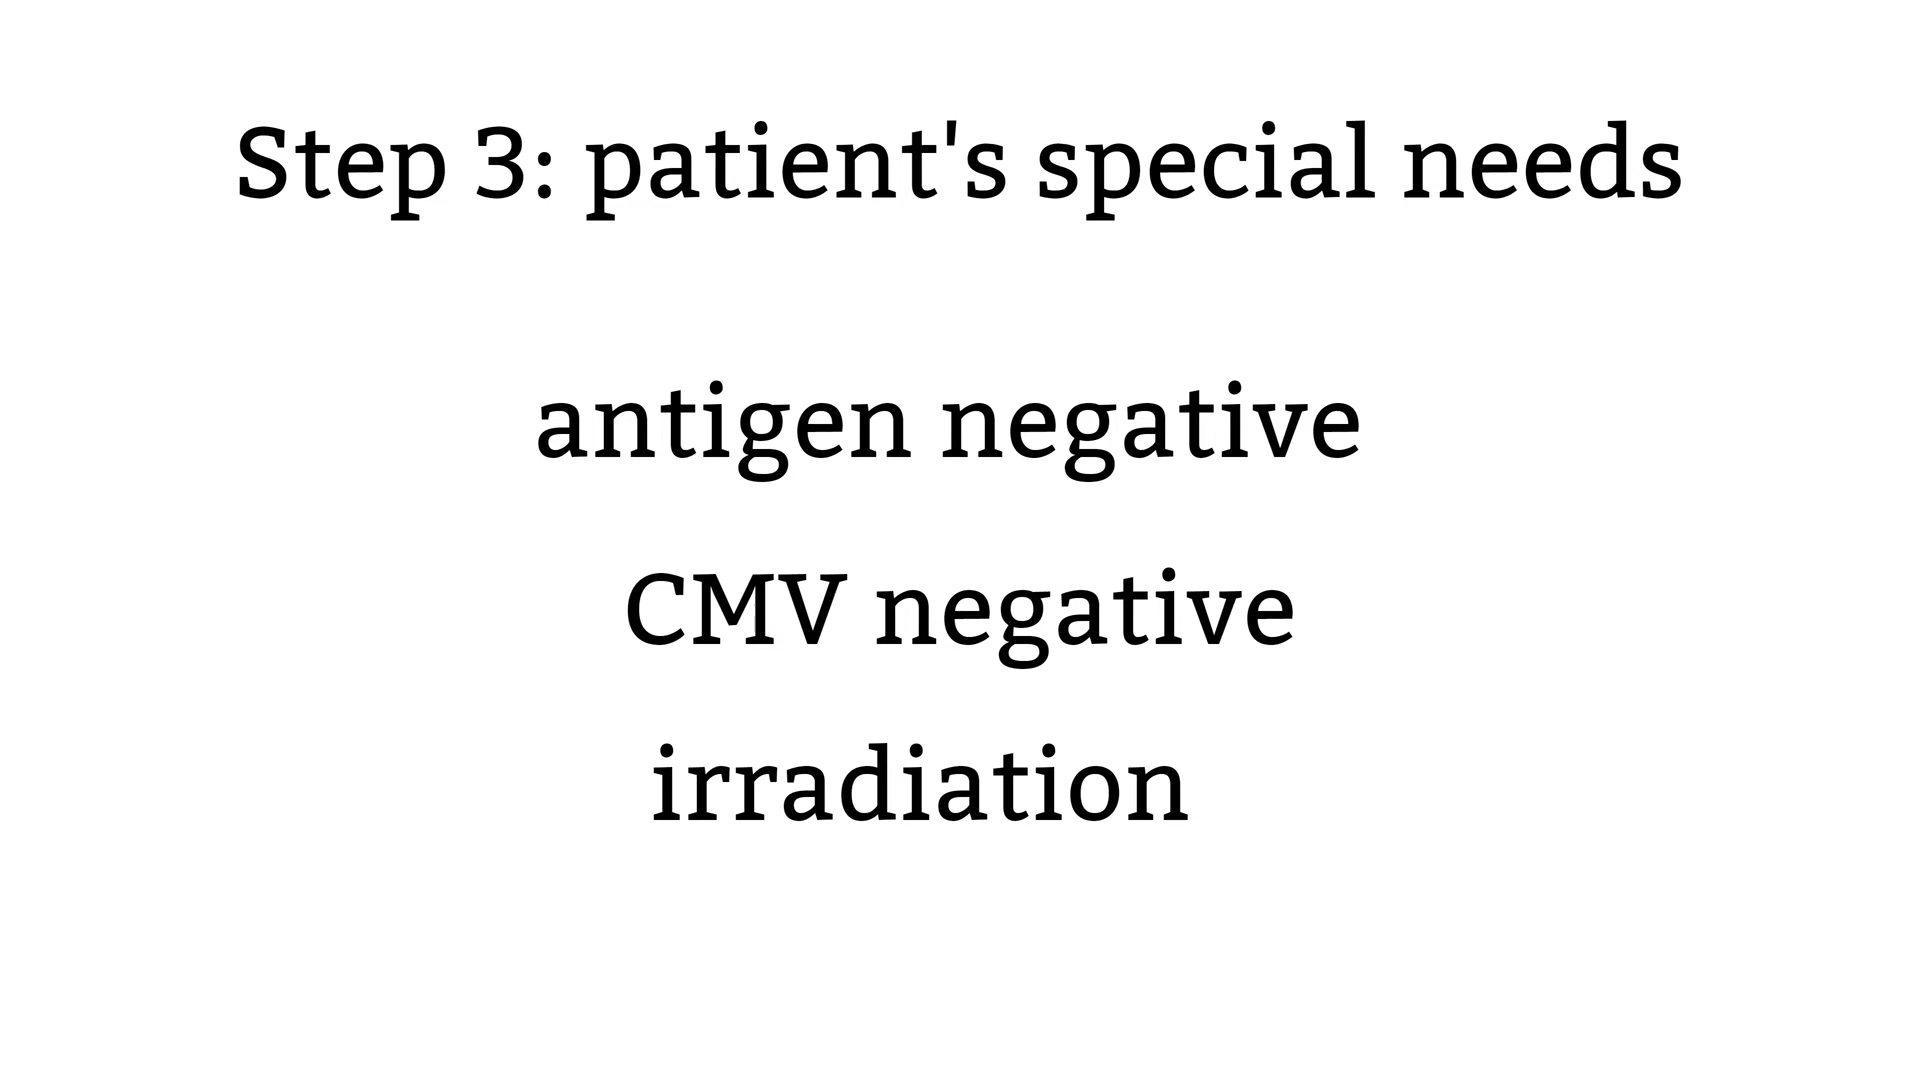 Step 3: patient's special needs
antigen negative
CMV negative
irradiation